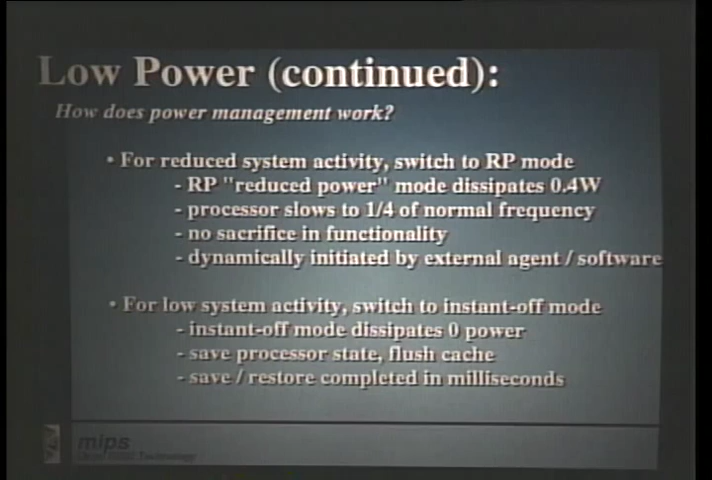 Low Power (continued):
How does power management work?
• For reduced system activity, switch to RP mode
- RP "reduced power" mode dissipates 0.4W
- processor slows to 1/4 of normal frequency
- no sacrifice in functionality
- dynamically initiated by external agent / software
• For low system activity, switch to instant-off mode
- instant-off mode dissipates 0 power
- save processor state, flush cache
- save / restore completed in milliseconds
mips
Technology